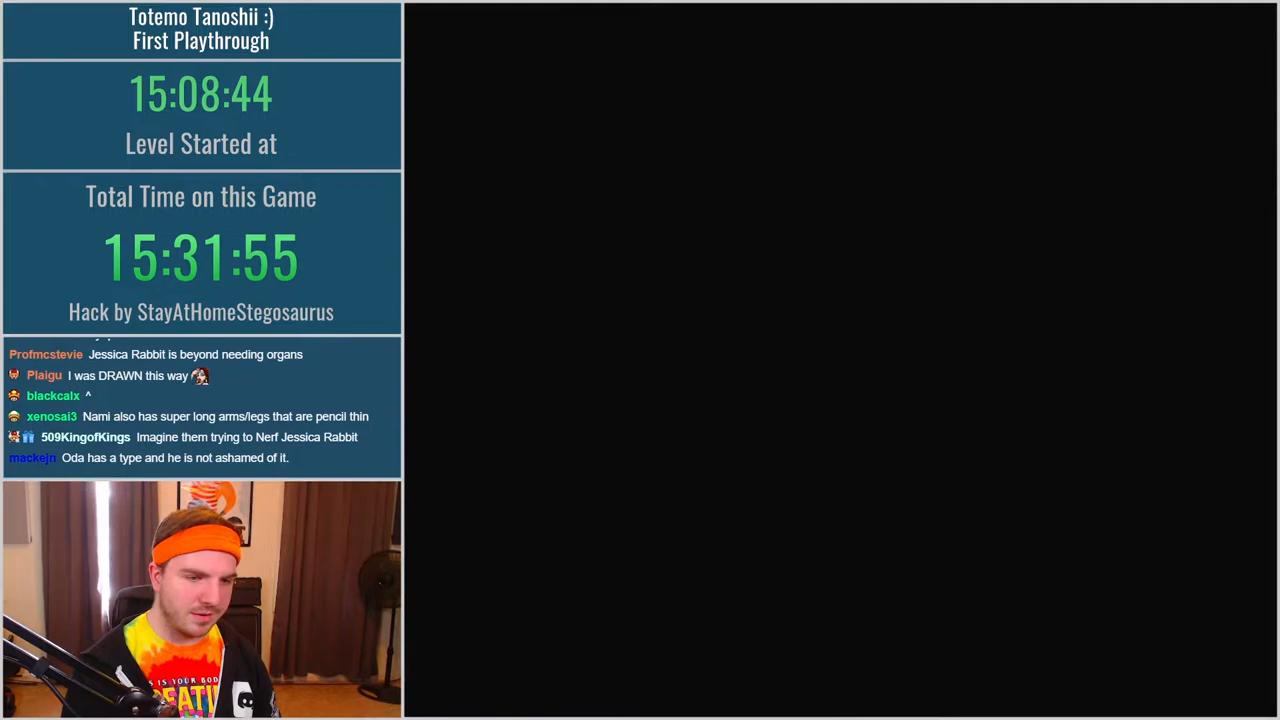 Totemo Tanoshii :)
First Playthrough
15:08:44
Level Started at
Total Time on this Game
15:31:55
Hack by StayAtHomeStegosaurus
Profmcstevie Jessica Rabbit is beyond needing organs
Plaigu I was DRAWN this way
blackcalx ^
xenosai3 Nami also has super long arms/legs that are pencil thin
509KingofKings Imagine them trying to Nerf Jessica Rabbit
mackejn Oda has a type and he is not ashamed of it.
IS YOUR BOD